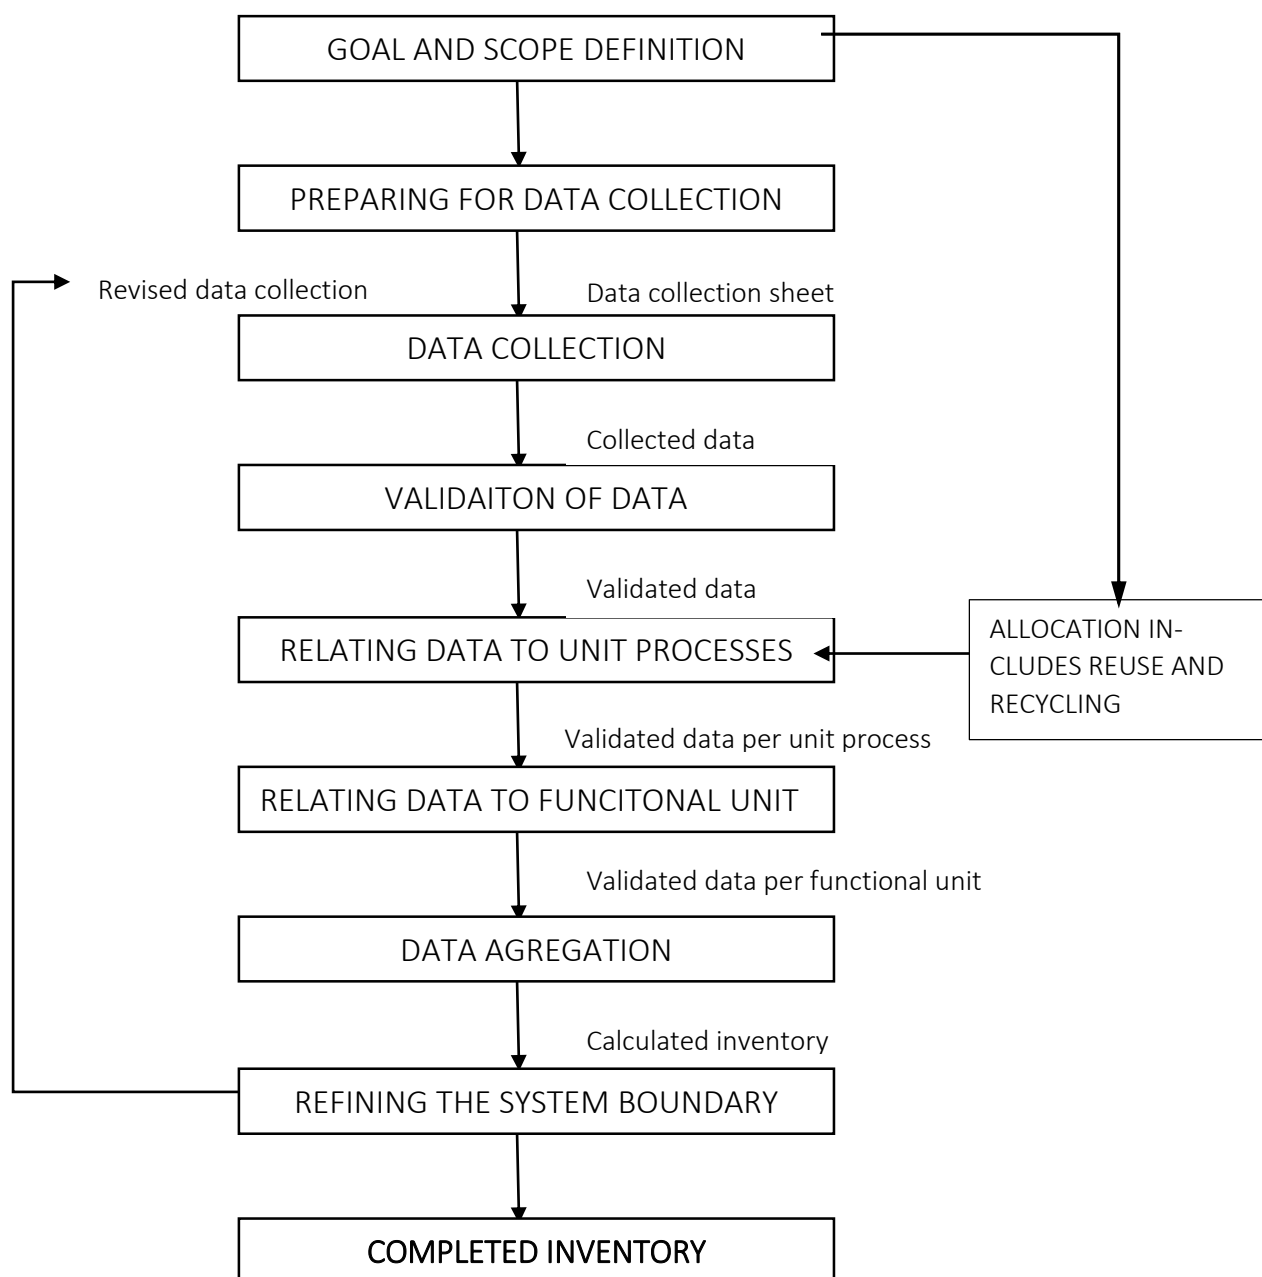 GOAL AND SCOPE DEFINITION
PREPARING FOR DATA COLLECTION
Revised data collection
Data collection sheet
DATA COLLECTION
Collected data
VALIDAITON OF DATA
Validated data
RELATING DATA TO UNIT PROCESSES
ALLOCATION IN-
CLUDES REUSE AND
RECYCLING
Validated data per unit process
RELATING DATA TO FUNCITONAL UNIT
Validated data per functional unit
DATA AGREGATION
Calculated inventory
REFINING THE SYSTEM BOUNDARY
COMPLETED INVENTORY